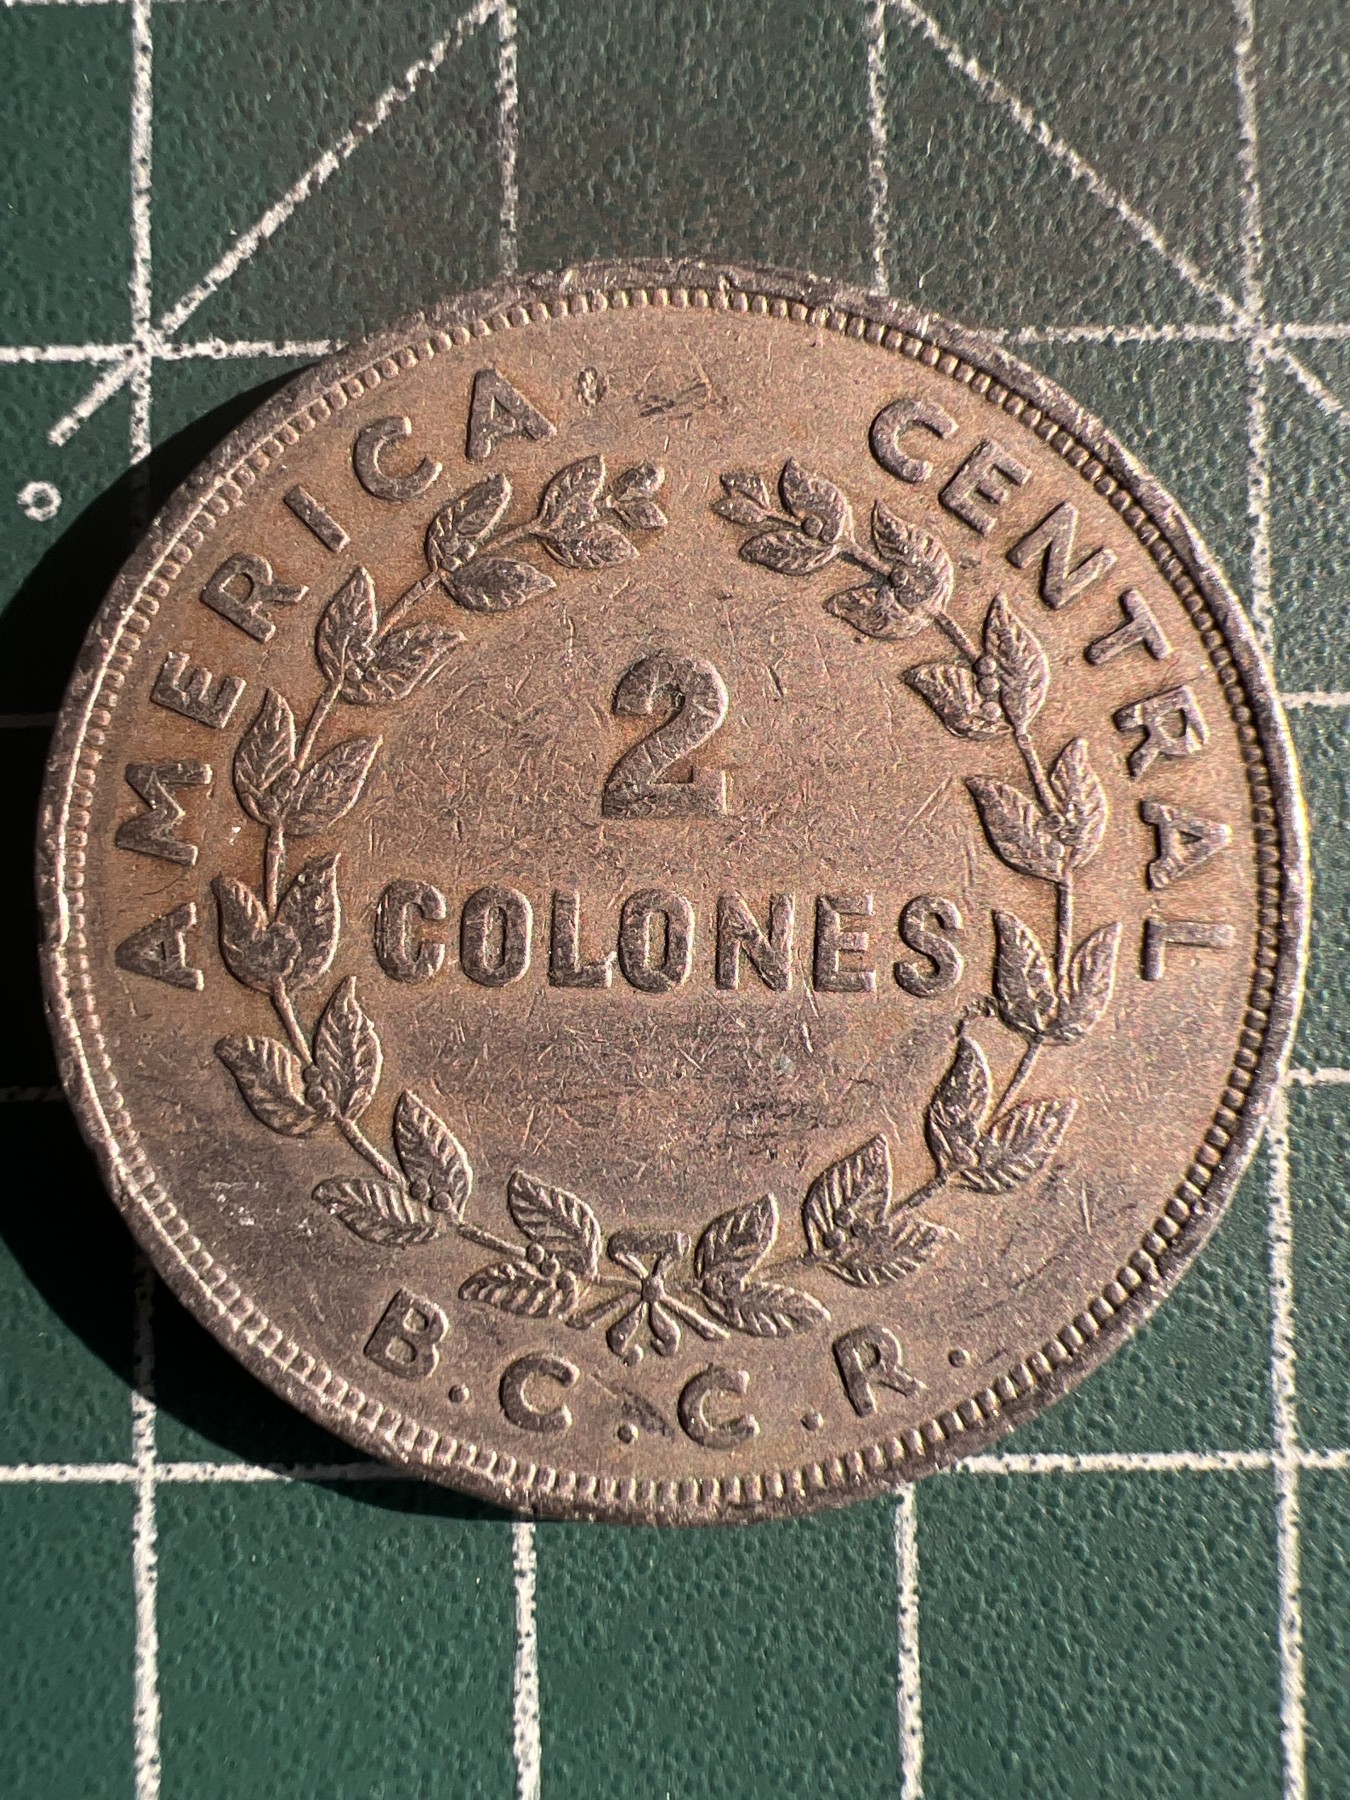 AMERICA CENTRAL
2
COLONES
B.C.C.R.